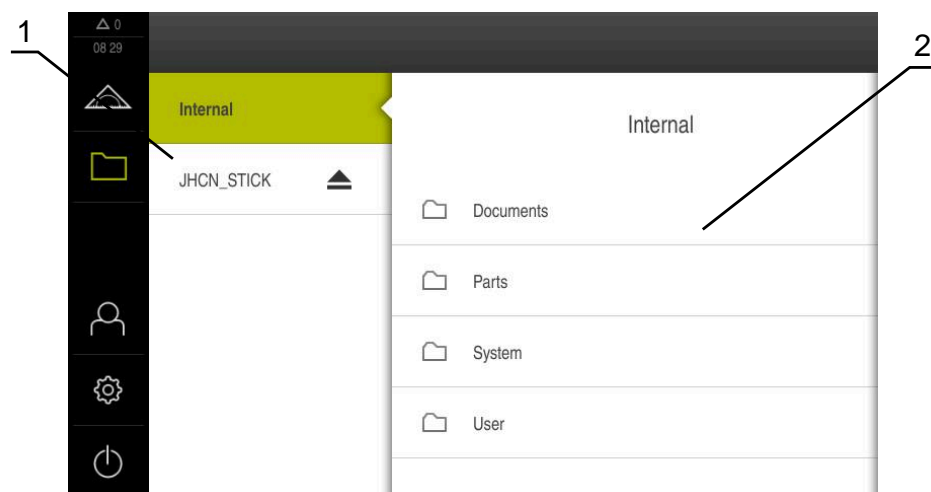 1
2
0
08 29
Internal
JHCN_STICK
Internal
Documents
Parts
System
User